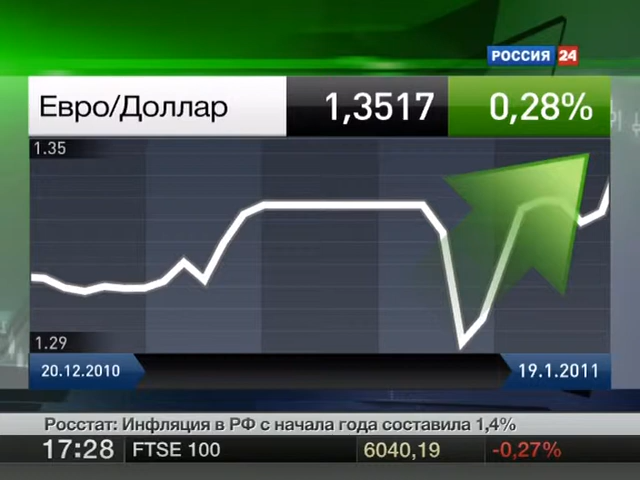 РОССИЯ 24
Евро/Доллар 1,3517 0,28%
1.35
1.29
20.12.2010 19.1.2011
Росстат: Инфляция в РФ с начала года составила 1,4%
17:28 FTSE 100 6040,19 -0,27%